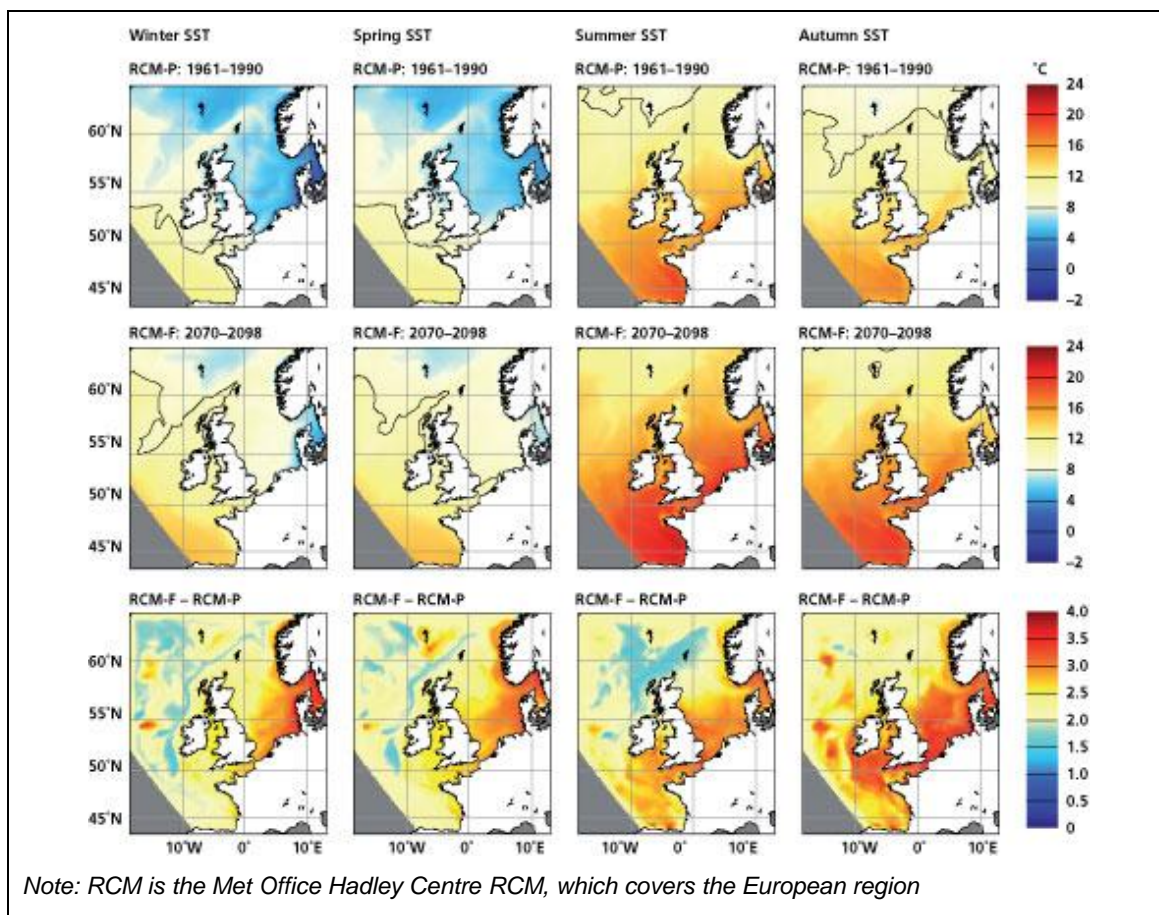 Winter SST Spring SST Summer SST Autumn SST
RCM-P: 1961–1990 RCM-P: 1961–1990 RCM-P: 1961–1990 RCM-P: 1961–1990 °C
24
20
16
12
8
4
0
−2
60°N
55°N
50°N
45°N
RCM-F: 2070–2098 RCM-F: 2070–2098 RCM-F: 2070–2098 RCM-F: 2070–2098
24
20
16
12
8
4
0
−2
60°N
55°N
50°N
45°N
RCM-F – RCM-P RCM-F – RCM-P RCM-F – RCM-P RCM-F – RCM-P
4.0
3.5
3.0
2.5
2.0
1.5
1.0
0.5
0
60°N
55°N
50°N
45°N
10°W 0° 10°E 10°W 0° 10°E 10°W 0° 10°E 10°W 0° 10°E
Note: RCM is the Met Office Hadley Centre RCM, which covers the European region